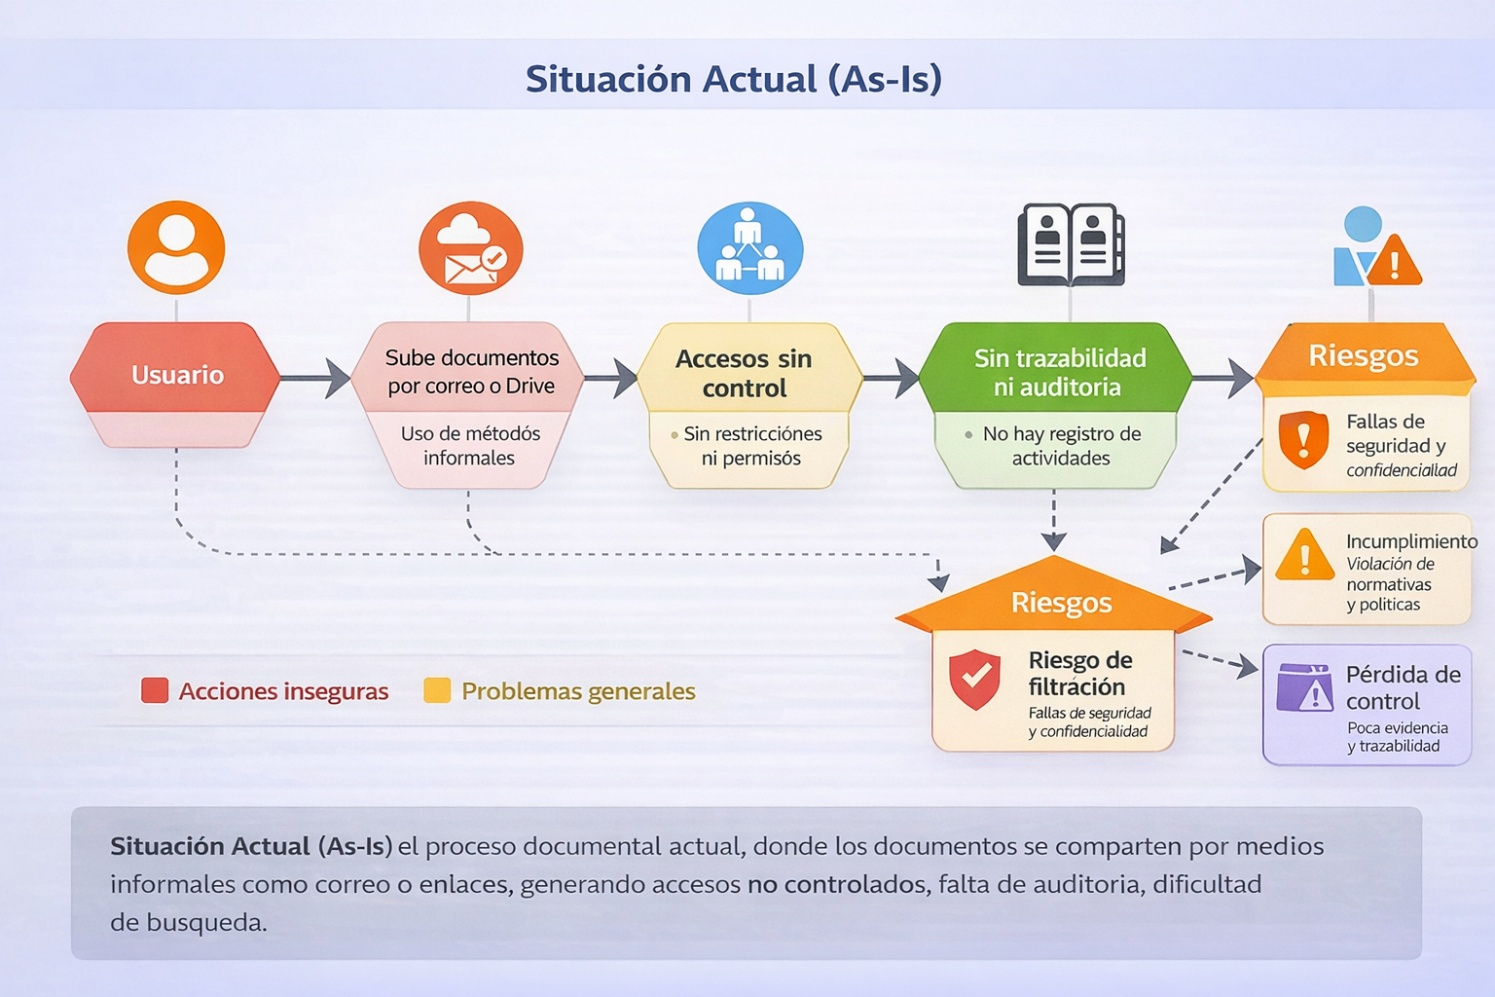 Situación Actual (As-Is)
Usuario
Sube documentos
por correo o Drive
Uso de métodós
informales
Accesos sin
control
• Sin restricciónes
ni permisós
Sin trazabilidad
ni auditoria
• No hay registro de
actividades
Riesgos
Fallas de
seguridad y
confidenciallad
Incumplimiento
Violación de
normativas
y politicas
Pérdida de
control
Poca evidencia
y trazabilidad
Riesgos
Riesgo de
filtración
Fallas de seguridad
y confidencialidad
Acciones inseguras
Problemas generales
Situación Actual (As-Is) el proceso documental actual, donde los documentos se comparten por medios
informales como correo o enlaces, generando accesos no controlados, falta de auditoria, dificultad
de busqueda.